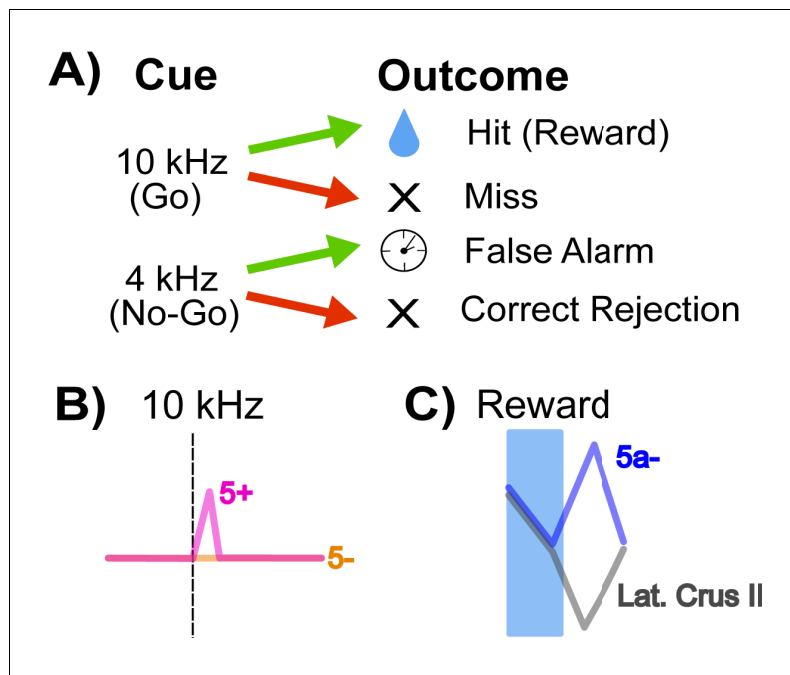 A) Cue Outcome
10 kHz
(Go)
Hit (Reward)
Miss
4 kHz
(No-Go)
False Alarm
Correct Rejection
B) 10 kHz
5+
5-
C) Reward
5a-
Lat. Crus II